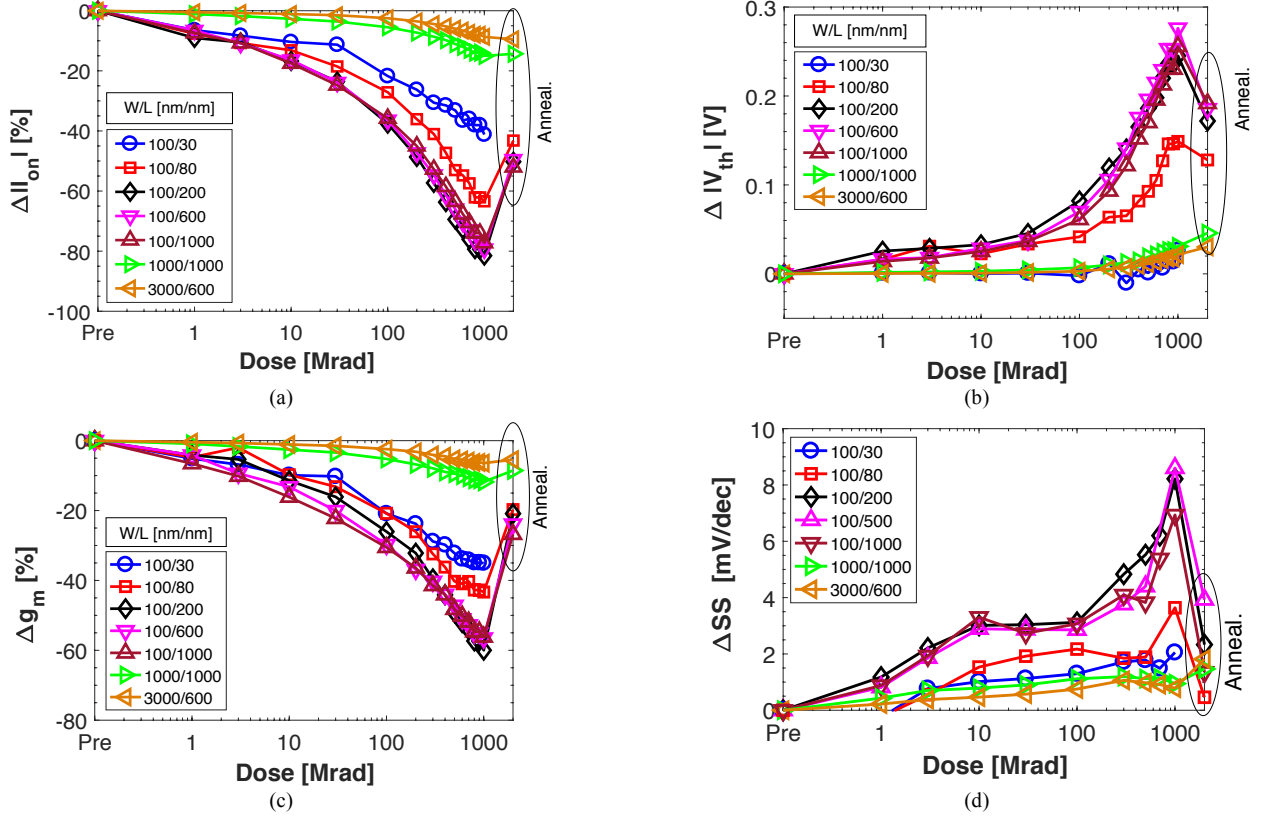 (a)
Δ|I_on| [%]
0
-20
-40
-60
-80
-100
W/L [nm/nm]
100/30
100/80
100/200
100/600
100/1000
1000/1000
3000/600
Anneal.
Pre 1 10 100 1000
Dose [Mrad]
(a)
Δ |V_th| [V]
0.3
0.2
0.1
0
W/L [nm/nm]
100/30
100/80
100/200
100/600
100/1000
1000/1000
3000/600
Anneal.
Pre 1 10 100 1000
Dose [Mrad]
(b)
Δg_m [%]
0
-20
-40
-60
-80
W/L [nm/nm]
100/30
100/80
100/200
100/600
100/1000
1000/1000
3000/600
Anneal.
Pre 1 10 100 1000
Dose [Mrad]
(c)
ΔSS [mV/dec]
10
8
6
4
2
0
100/30
100/80
100/200
100/500
100/1000
1000/1000
3000/600
Anneal.
Pre 1 10 100 1000
Dose [Mrad]
(d)